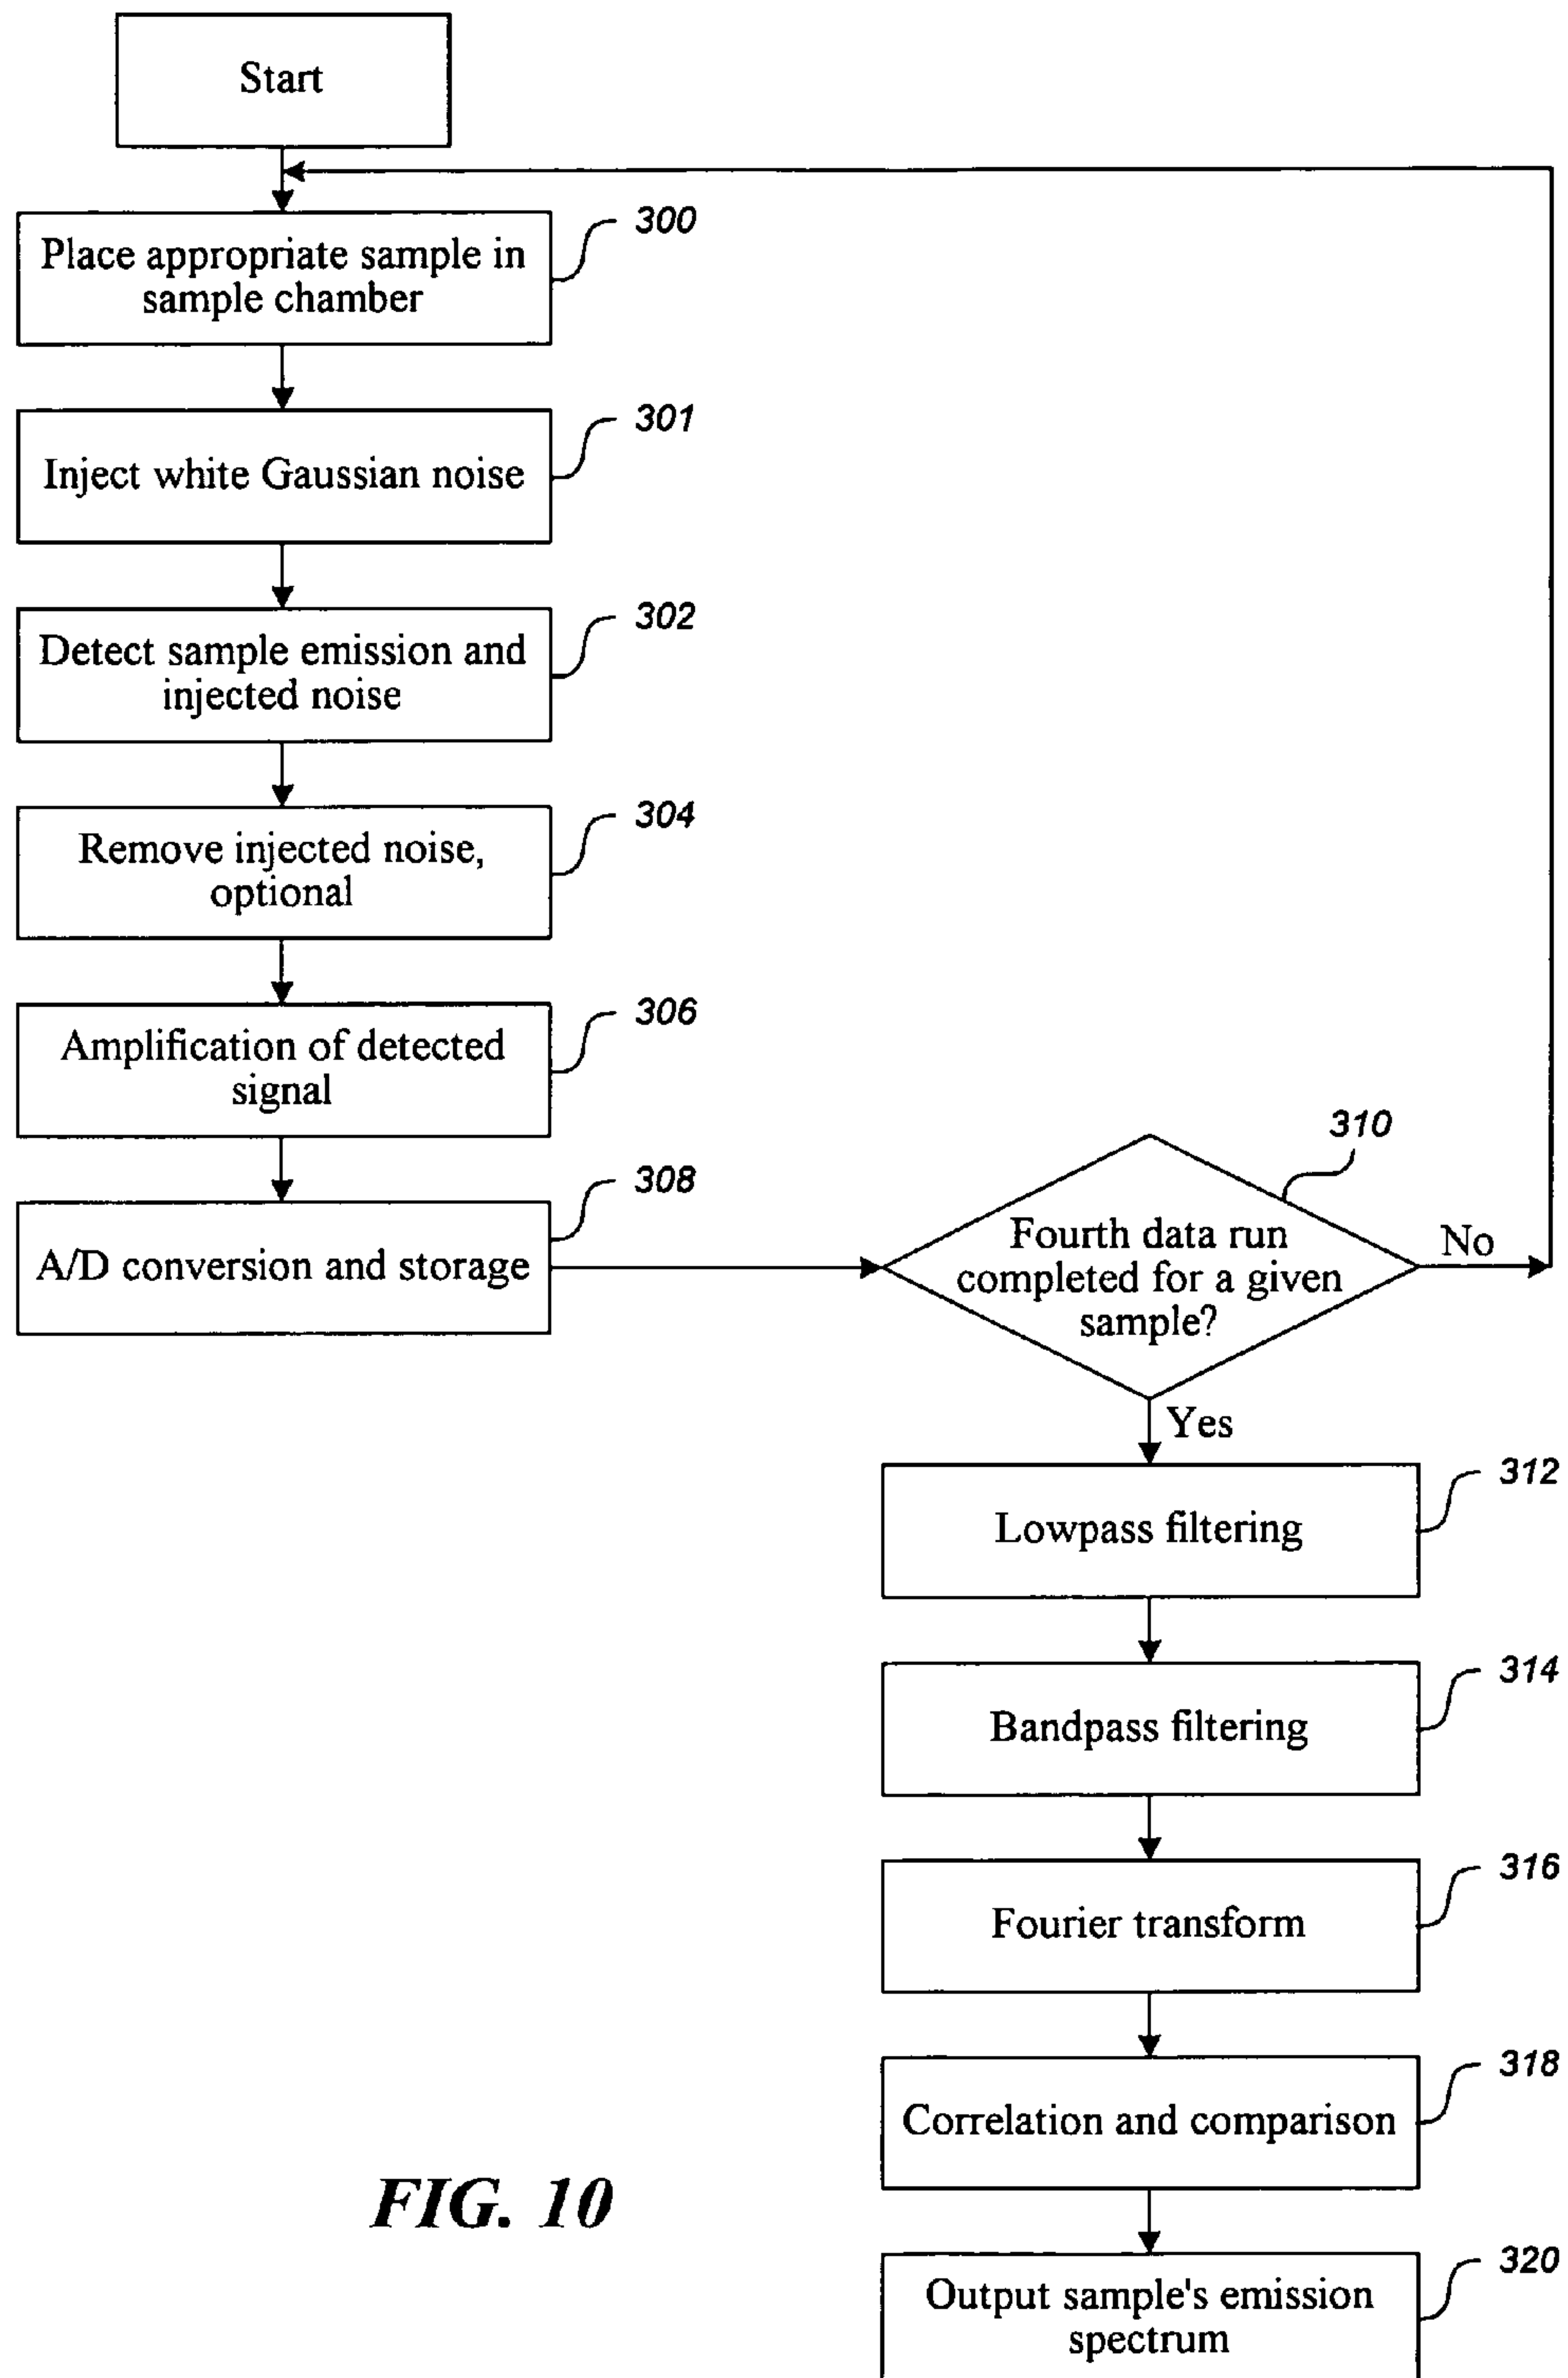 Start
Place appropriate sample in
sample chamber
300
Inject white Gaussian noise
301
Detect sample emission and
injected noise
302
Remove injected noise,
optional
304
Amplification of detected
signal
306
A/D conversion and storage
308
Fourth data run
completed for a given
sample?
310
No
Yes
Lowpass filtering
312
Bandpass filtering
314
Fourier transform
316
Correlation and comparison
318
Output sample's emission
spectrum
320
FIG. 10